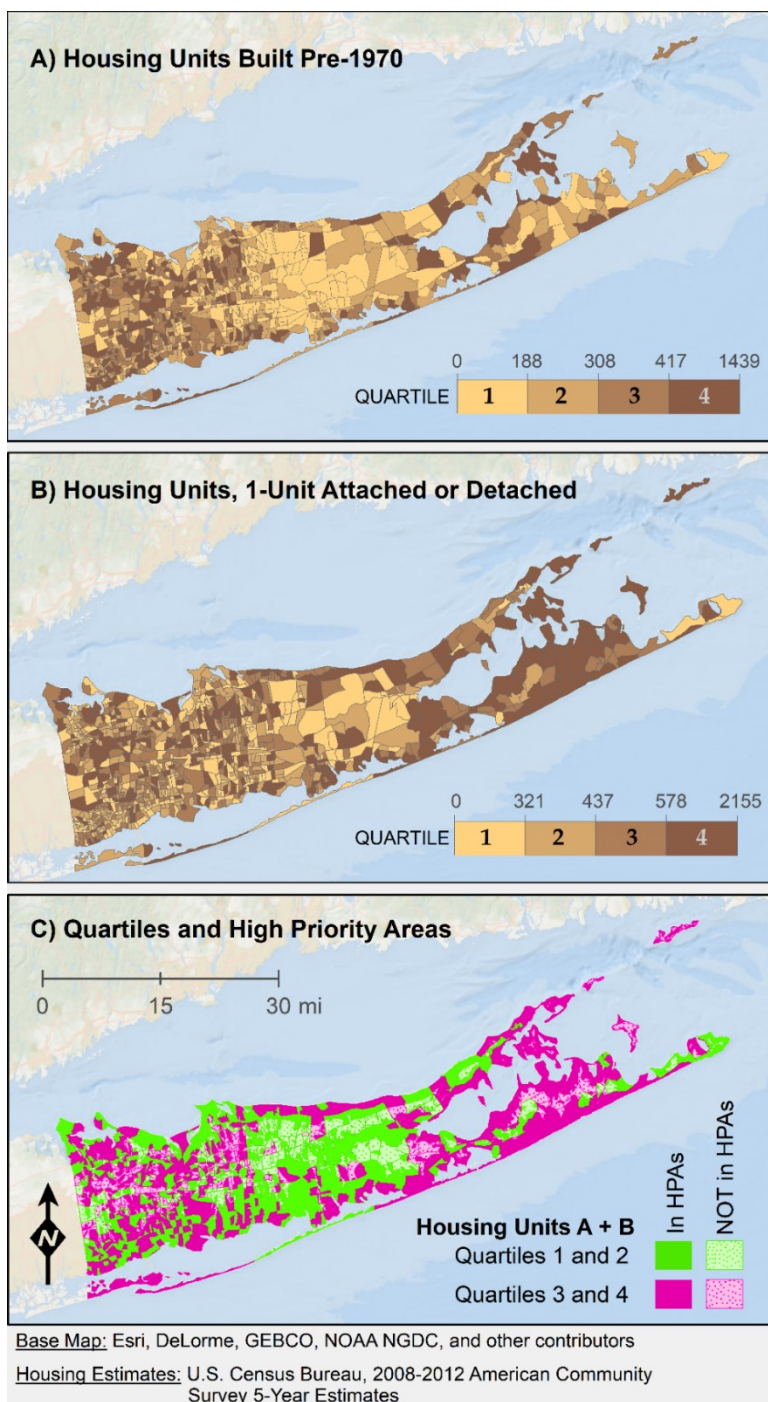 A) Housing Units Built Pre-1970
0 188 308 417 1439
QUARTILE 1 2 3 4
B) Housing Units, 1-Unit Attached or Detached
0 321 437 578 2155
QUARTILE 1 2 3 4
C) Quartiles and High Priority Areas
0 15 30 mi
N
In HPAs
NOT in HPAs
Housing Units A + B
Quartiles 1 and 2
Quartiles 3 and 4
Base Map: Esri, DeLorme, GEBCO, NOAA NGDC, and other contributors
Housing Estimates: U.S. Census Bureau, 2008-2012 American Community
Survey 5-Year Estimates